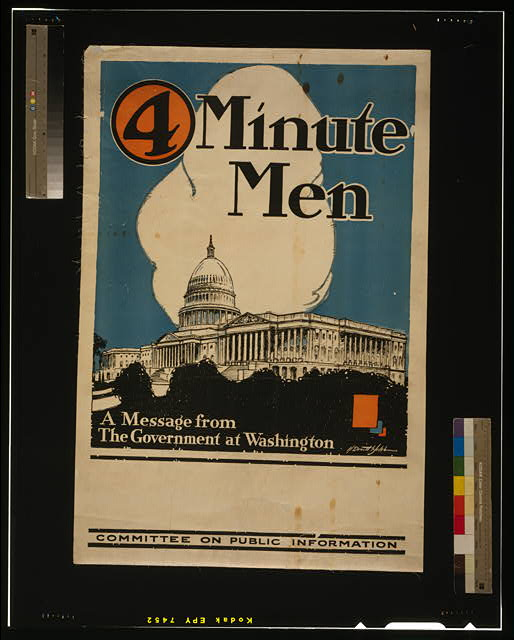 4 Minute
Men
A Message from
The Government at Washington
COMMITTEE ON PUBLIC INFORMATION
Kodak EPY 7452